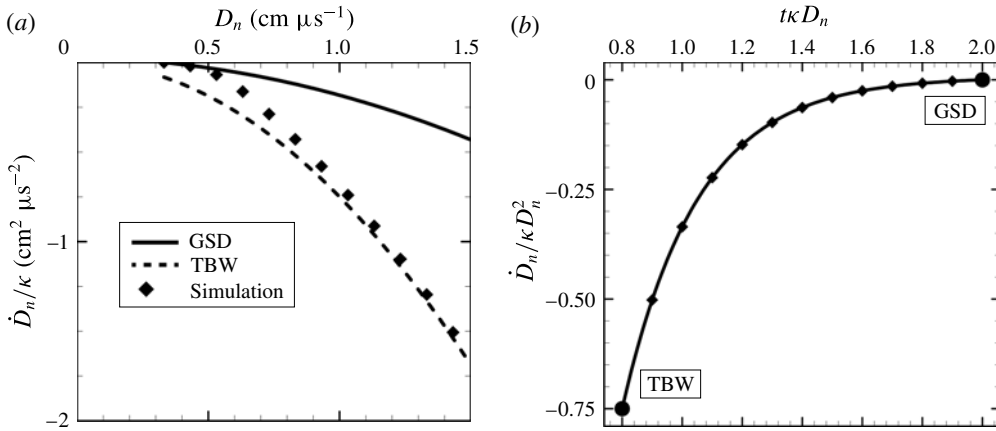 (a)
D_n (cm μs⁻¹)
0 0.5 1.0 1.5
Ḋ_n/κ (cm² μs⁻²)
−1
−2
GSD
TBW
Simulation
(b)
tκD_n
0.8 1.0 1.2 1.4 1.6 1.8 2.0
Ḋ_n/κD_n²
0
−0.25
−0.50
−0.75
GSD
TBW